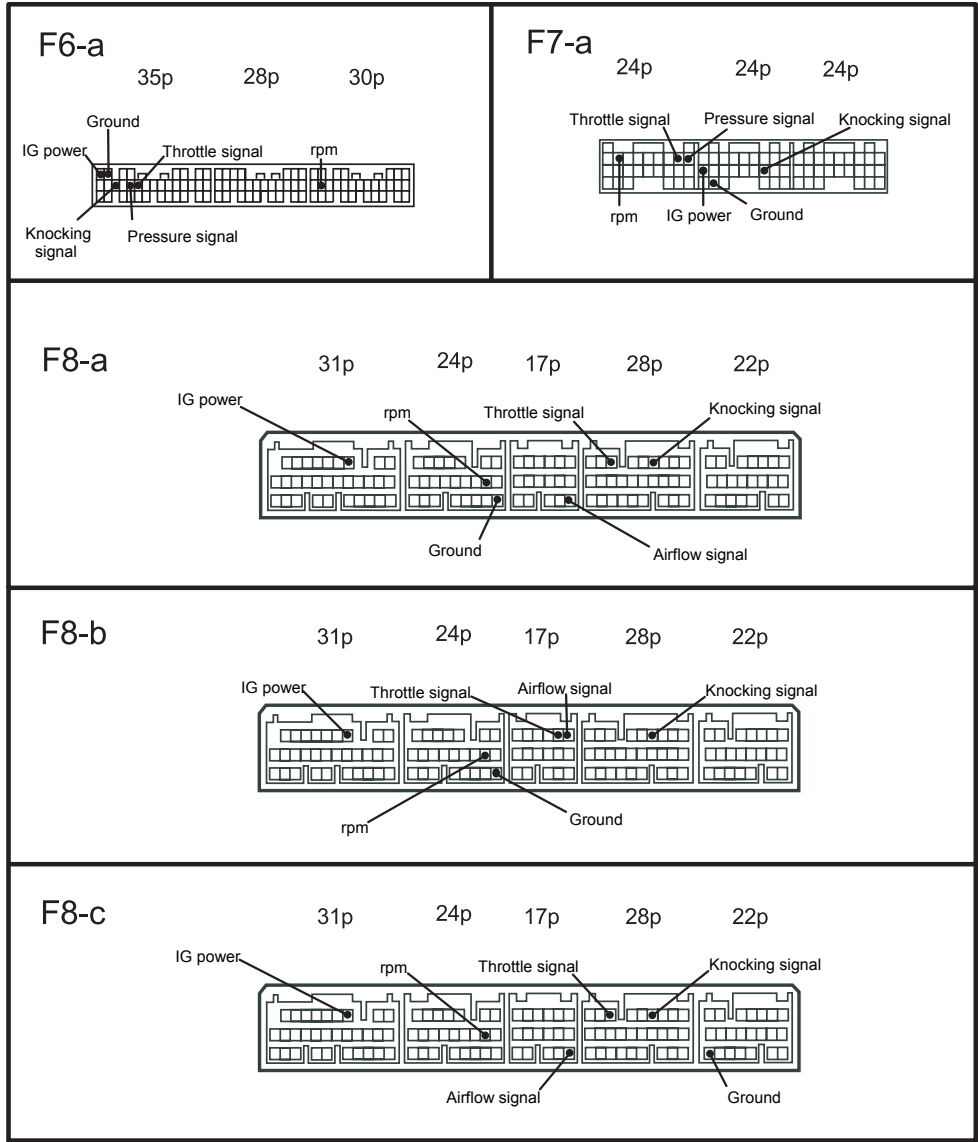 F6-a
35p 28p 30p
Ground
IG power
Throttle signal
rpm
Knocking
signal
Pressure signal
F7-a
24p 24p 24p
Throttle signal
Pressure signal
Knocking signal
rpm
IG power
Ground
F8-a
31p 24p 17p 28p 22p
IG power
rpm
Throttle signal
Knocking signal
Ground
Airflow signal
F8-b
31p 24p 17p 28p 22p
IG power
Throttle signal
Airflow signal
Knocking signal
rpm
Ground
F8-c
31p 24p 17p 28p 22p
IG power
rpm
Throttle signal
Knocking signal
Airflow signal
Ground